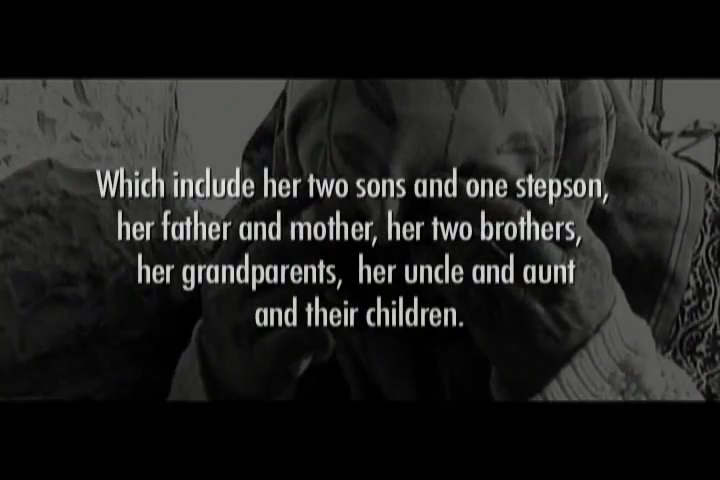 Which include her two sons and one stepson,
her father and mother, her two brothers,
her grandparents, her uncle and aunt
and their children.